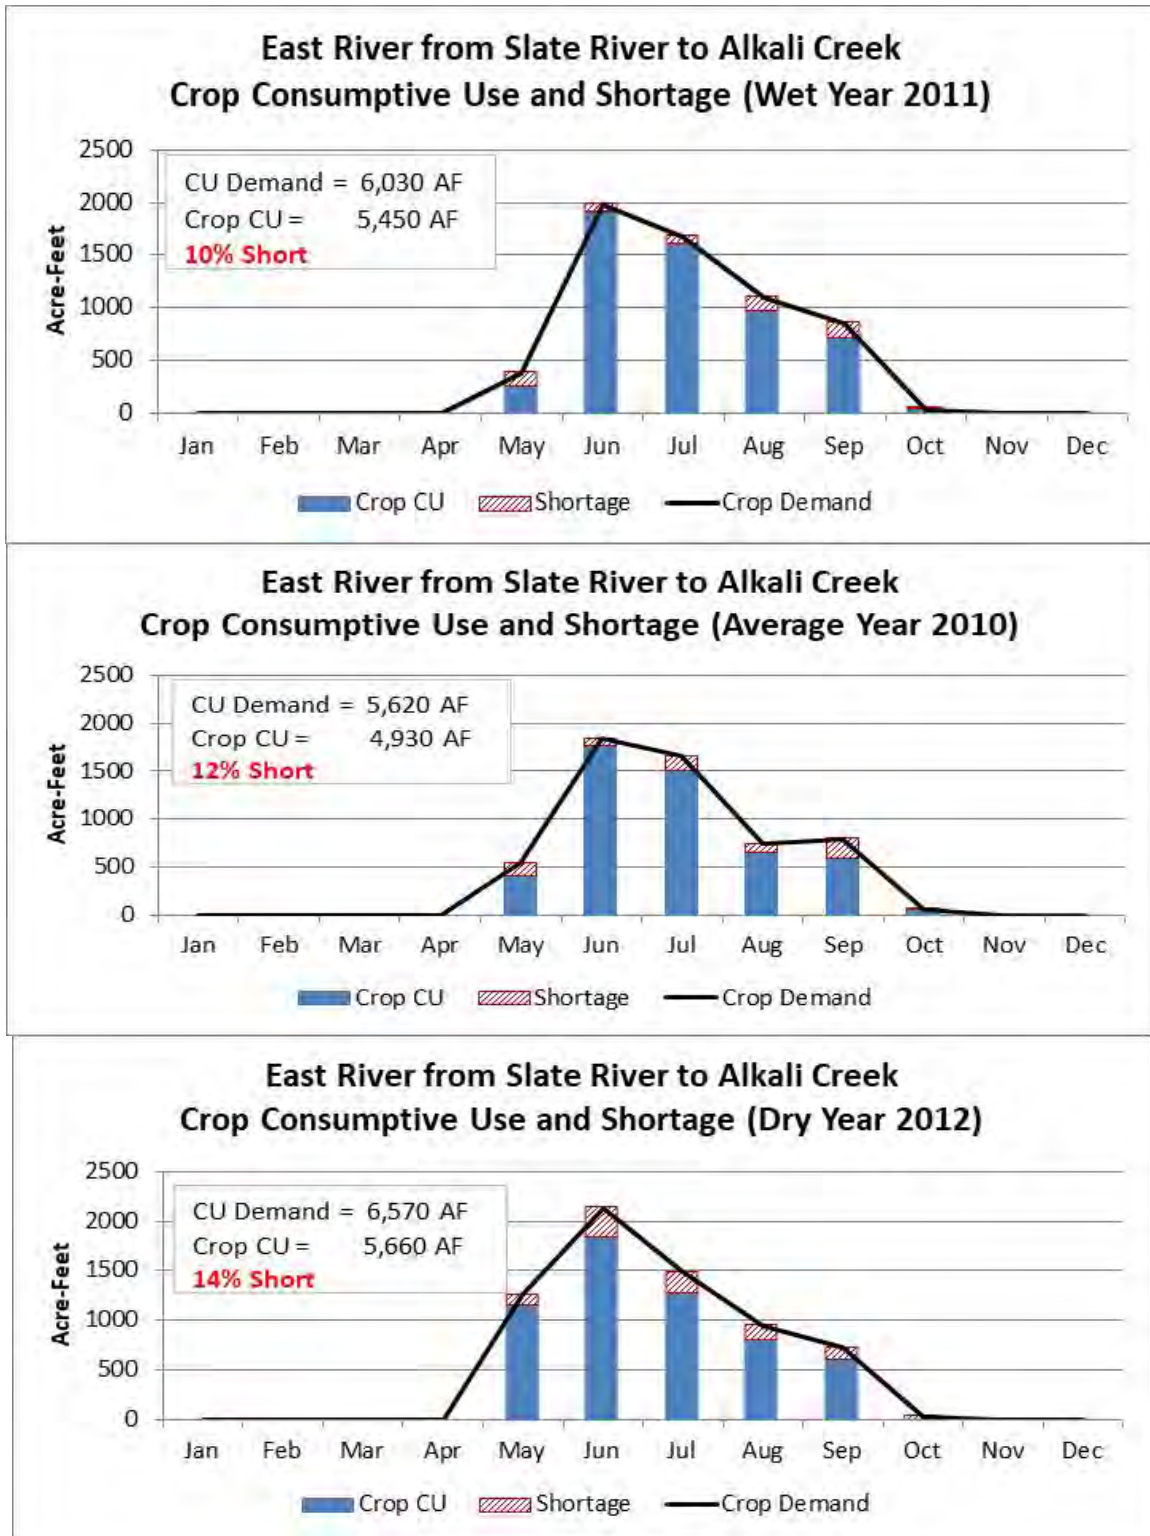 East River from Slate River to Alkali Creek
Crop Consumptive Use and Shortage (Wet Year 2011)
2500
2000
1500
1000
500
0
Acre-Feet
CU Demand = 6,030 AF
Crop CU = 5,450 AF
10% Short
Jan Feb Mar Apr May Jun Jul Aug Sep Oct Nov Dec
Crop CU Shortage Crop Demand
East River from Slate River to Alkali Creek
Crop Consumptive Use and Shortage (Average Year 2010)
2500
2000
1500
1000
500
0
Acre-Feet
CU Demand = 5,620 AF
Crop CU = 4,930 AF
12% Short
Jan Feb Mar Apr May Jun Jul Aug Sep Oct Nov Dec
Crop CU Shortage Crop Demand
East River from Slate River to Alkali Creek
Crop Consumptive Use and Shortage (Dry Year 2012)
2500
2000
1500
1000
500
0
Acre-Feet
CU Demand = 6,570 AF
Crop CU = 5,660 AF
14% Short
Jan Feb Mar Apr May Jun Jul Aug Sep Oct Nov Dec
Crop CU Shortage Crop Demand